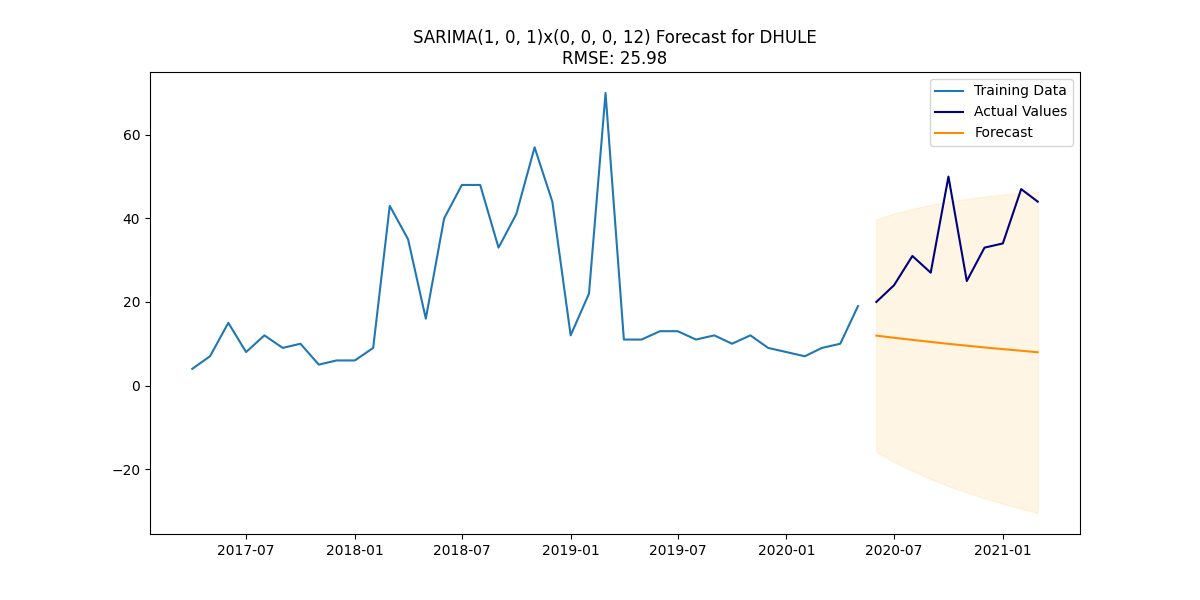 SARIMA(1, 0, 1)x(0, 0, 0, 12) Forecast for DHULE
RMSE: 25.98
Training Data
Actual Values
Forecast
60
40
20
0
−20
2017-07
2018-01
2018-07
2019-01
2019-07
2020-01
2020-07
2021-01